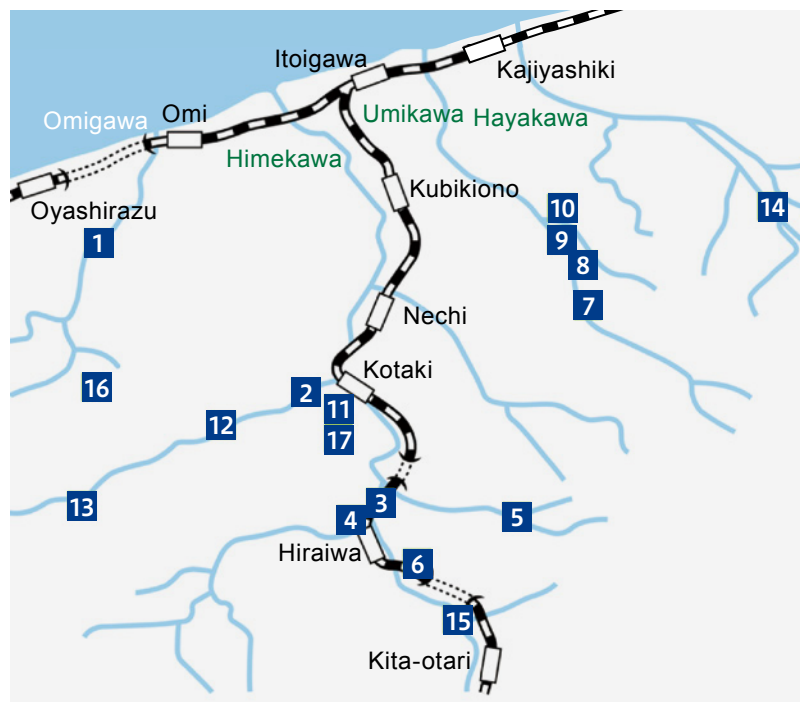 Itoigawa
Kajiyashiki
Omigawa
Omi
Umikawa
Hayakawa
Himekawa
Oyashirazu
Kubikiono
10
14
1
9
8
7
Nechi
Kotaki
16
2
11
12
17
13
3
4
5
Hiraiwa
6
15
Kita-otari